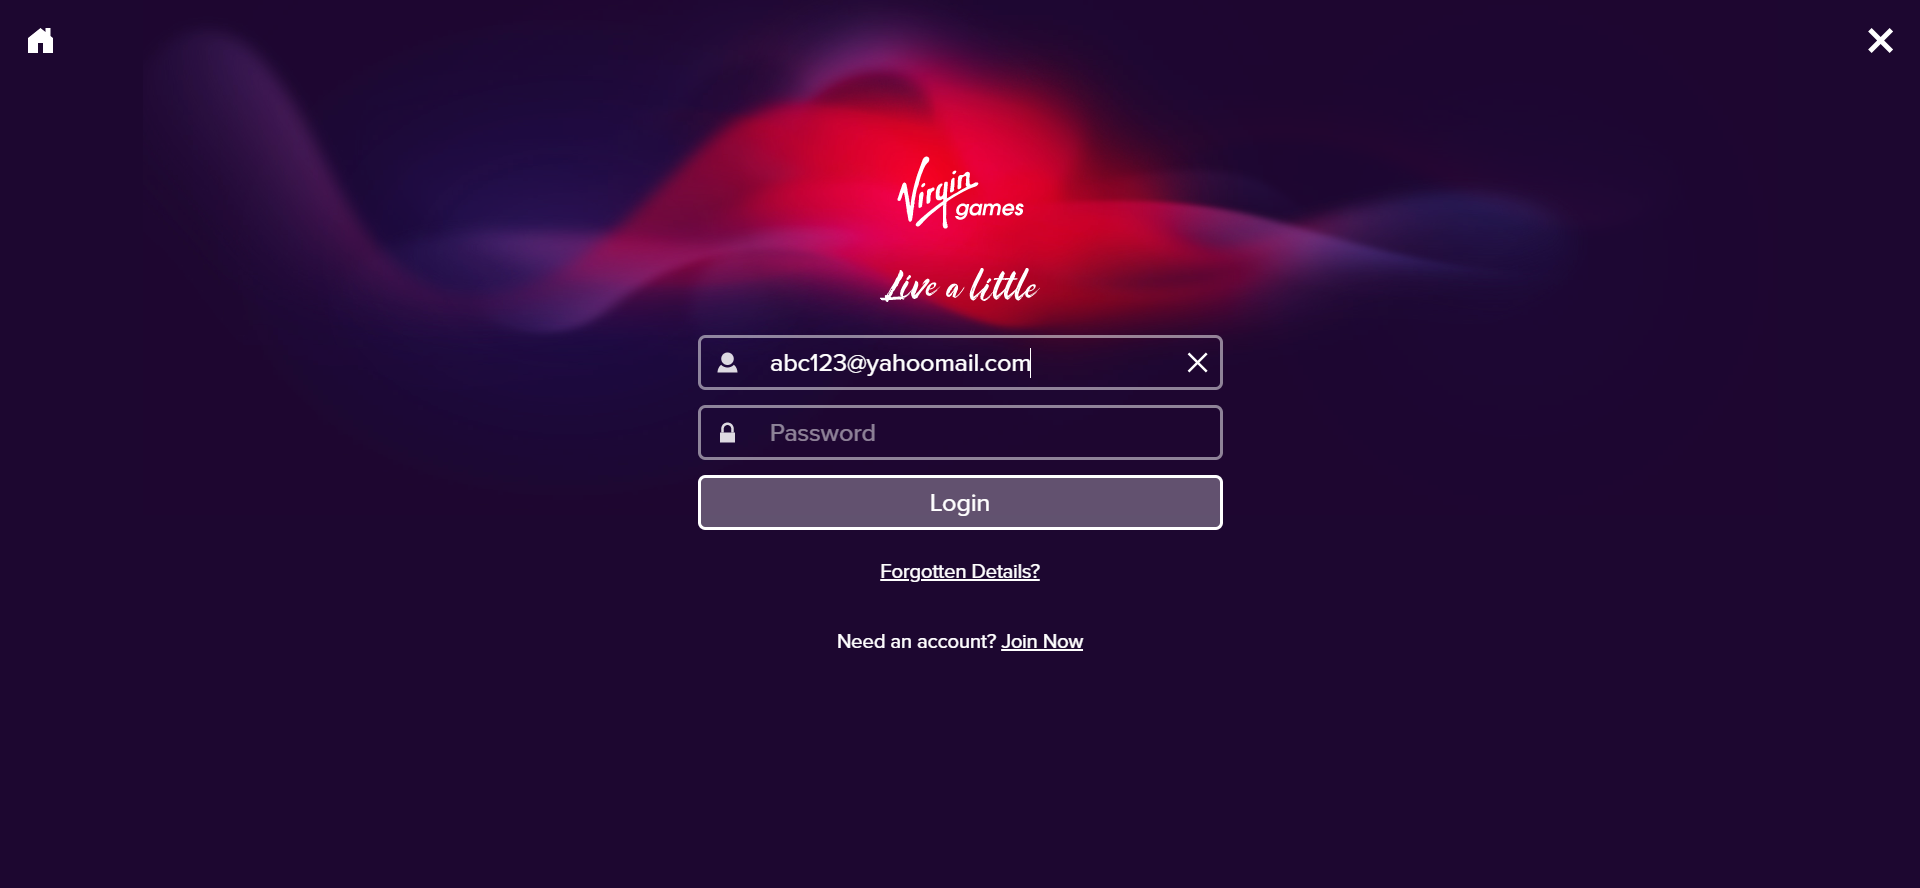 Virgin
games
Live a little
abc123@yahoomail.com
Password
Login
Forgotten Details?
Need an account? Join Now